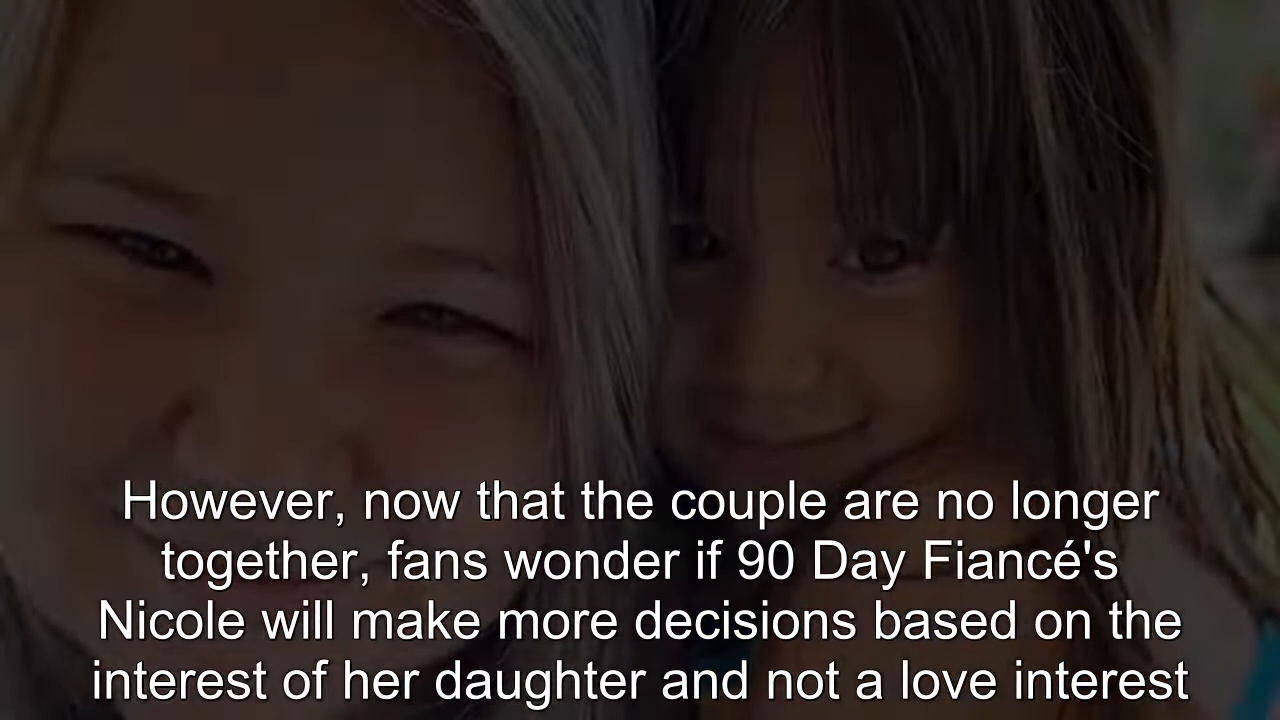 However, now that the couple are no longer
together, fans wonder if 90 Day Fiancé's
Nicole will make more decisions based on the
interest of her daughter and not a love interest